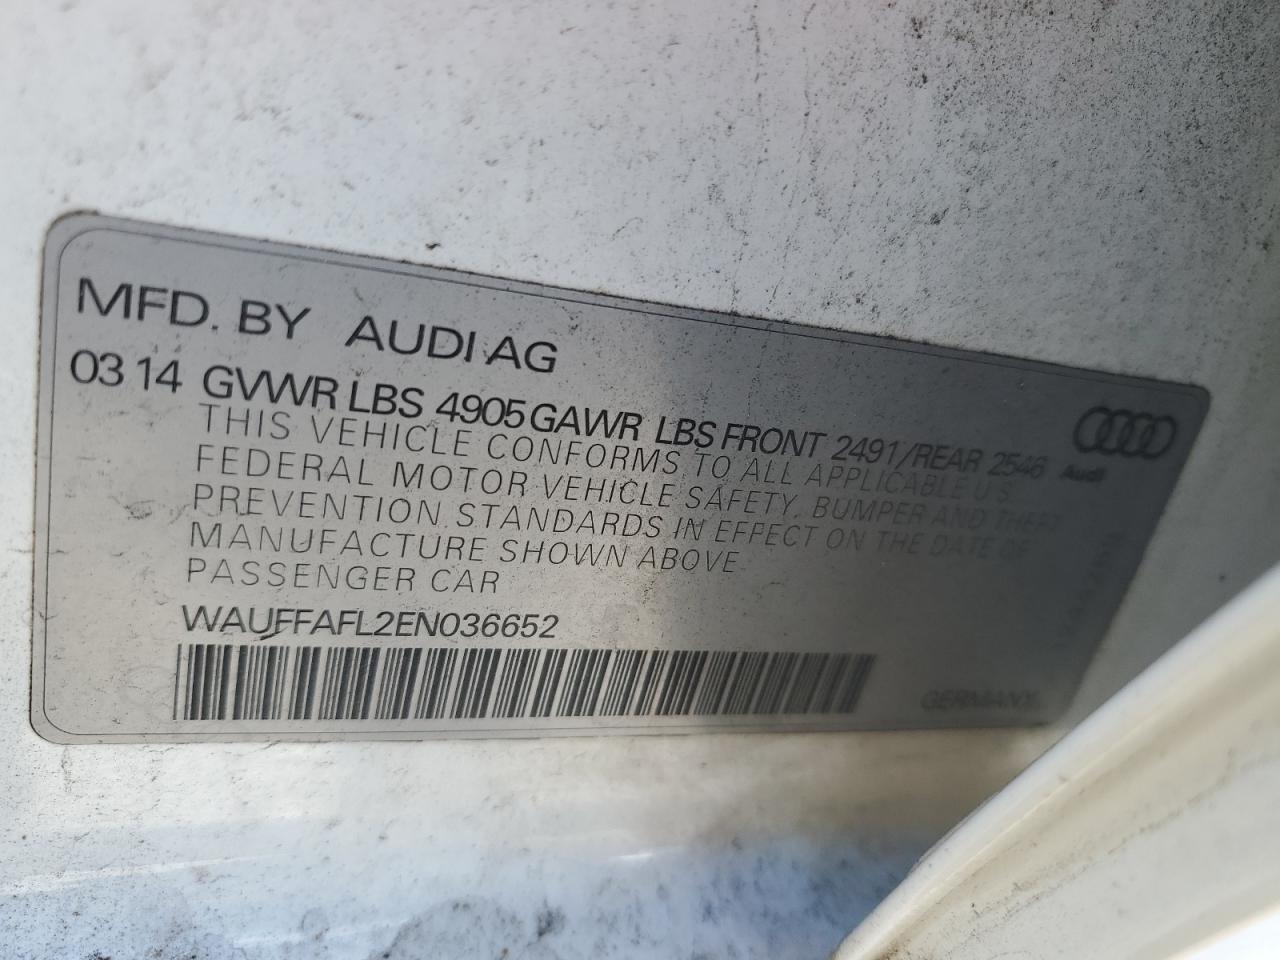 MFD. BY AUDI AG
03 14 GVWR LBS 4905 GAWR LBS FRONT 2491/REAR 2546
Audi
THIS VEHICLE CONFORMS TO ALL APPLICABLE U.S.
FEDERAL MOTOR VEHICLE SAFETY, BUMPER AND THEFT
PREVENTION STANDARDS IN EFFECT ON THE DATE OF
MANUFACTURE SHOWN ABOVE
PASSENGER CAR
WAUFFAFL2EN036652
GERMANY